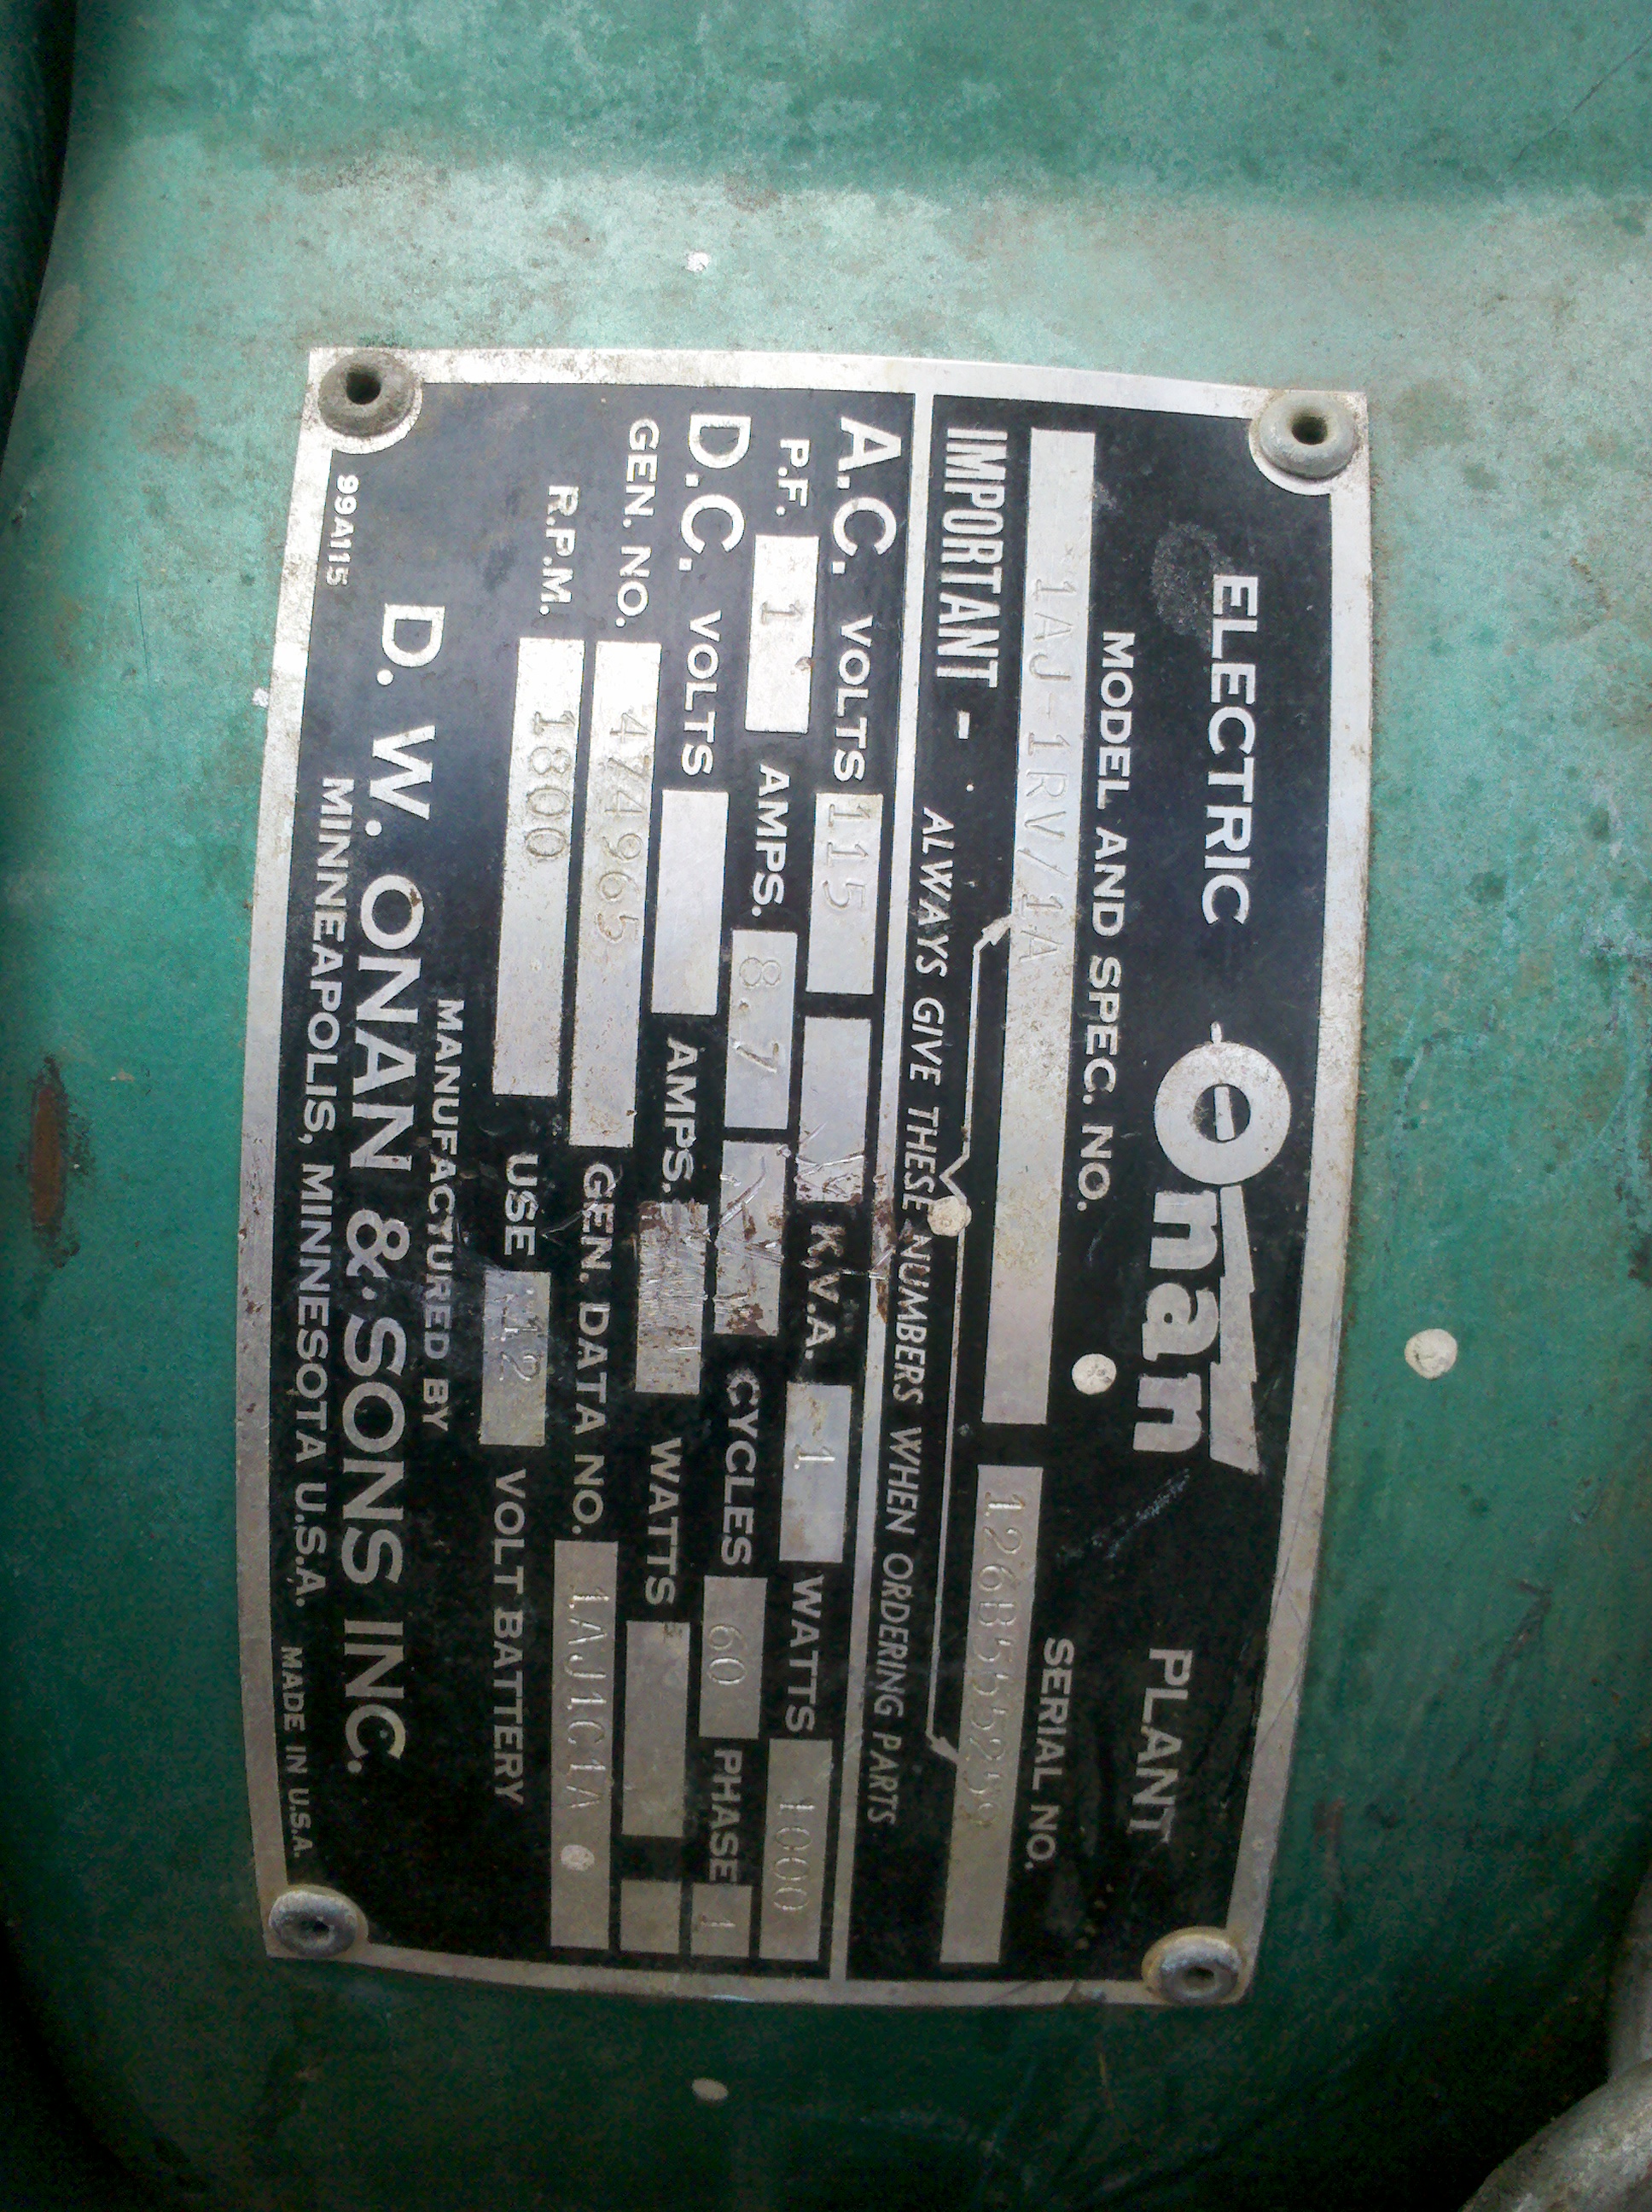 ELECTRIC Onan PLANT
MODEL AND SPEC. NO. SERIAL NO.
1AJ-1RV/1A 126B555259
IMPORTANT - ALWAYS GIVE THESE NUMBERS WHEN ORDERING PARTS
A.C. VOLTS 115 K.V.A. 1 WATTS 1000
P.F. 1 AMPS. 8.7 CYCLES 60 PHASE 1
D.C. VOLTS AMPS. WATTS
GEN. NO. 474965 GEN. DATA NO. 1AJ1C1A
R.P.M. 1800 USE 12 VOLT BATTERY
MANUFACTURED BY
D. W. ONAN & SONS INC.
99A115 MINNEAPOLIS, MINNESOTA U.S.A. MADE IN U.S.A.